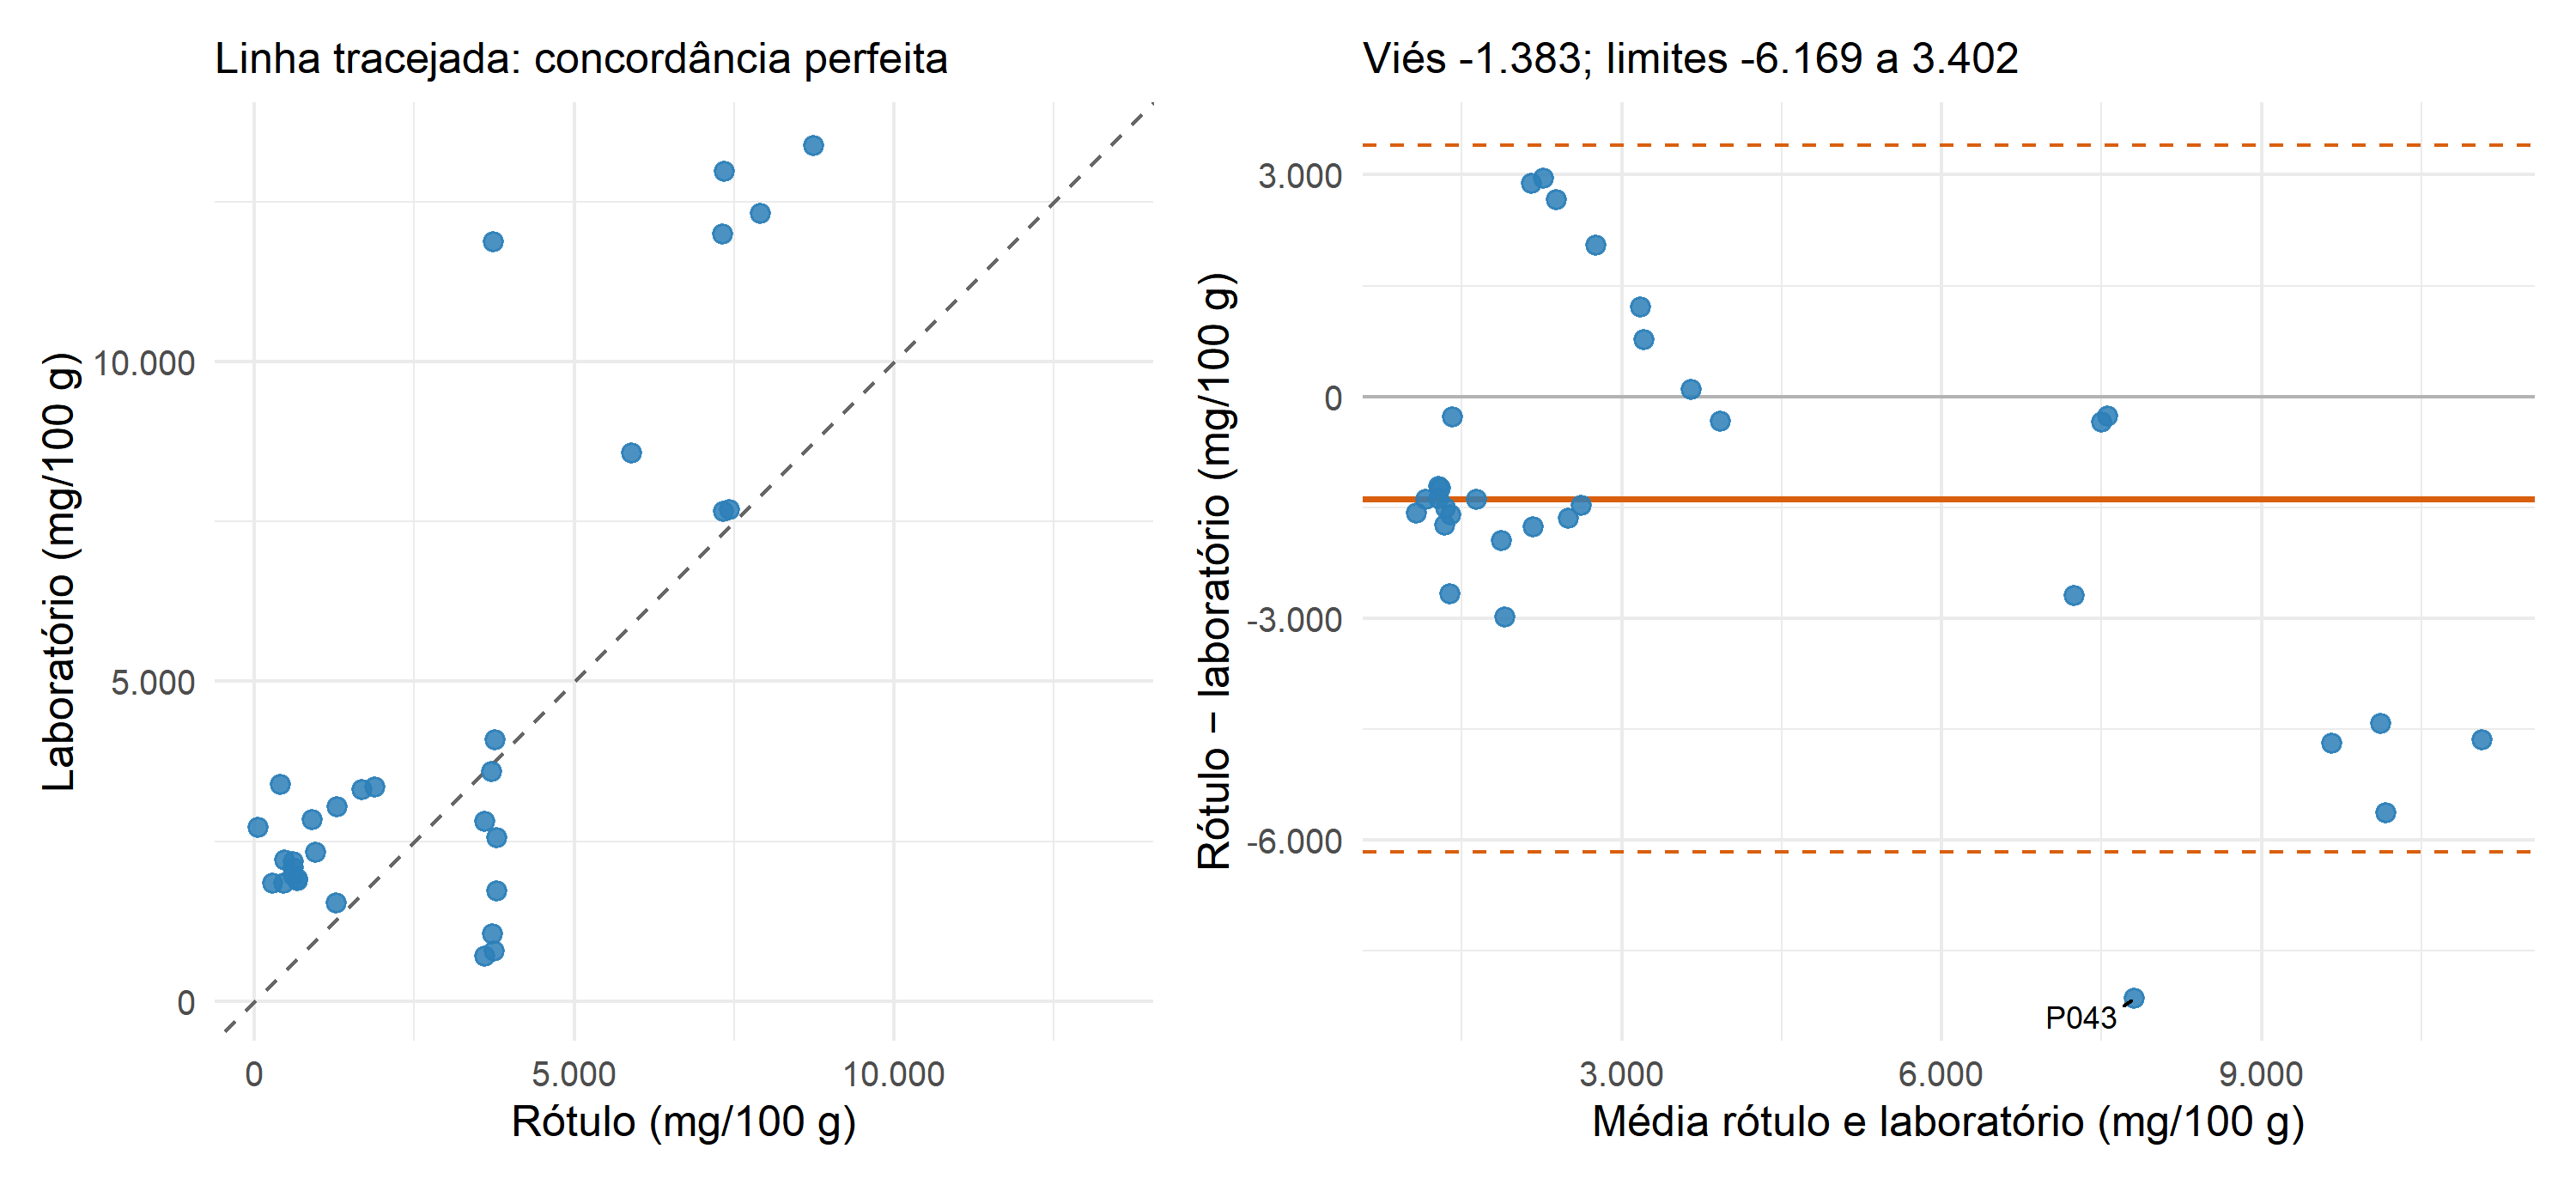 Linha tracejada: concordância perfeita
Laboratório (mg/100 g)
10.000
5.000
0
0
5.000
10.000
Rótulo (mg/100 g)
Viés -1.383; limites -6.169 a 3.402
Rótulo – laboratório (mg/100 g)
3.000
0
-3.000
-6.000
P043
3.000
6.000
9.000
Média rótulo e laboratório (mg/100 g)